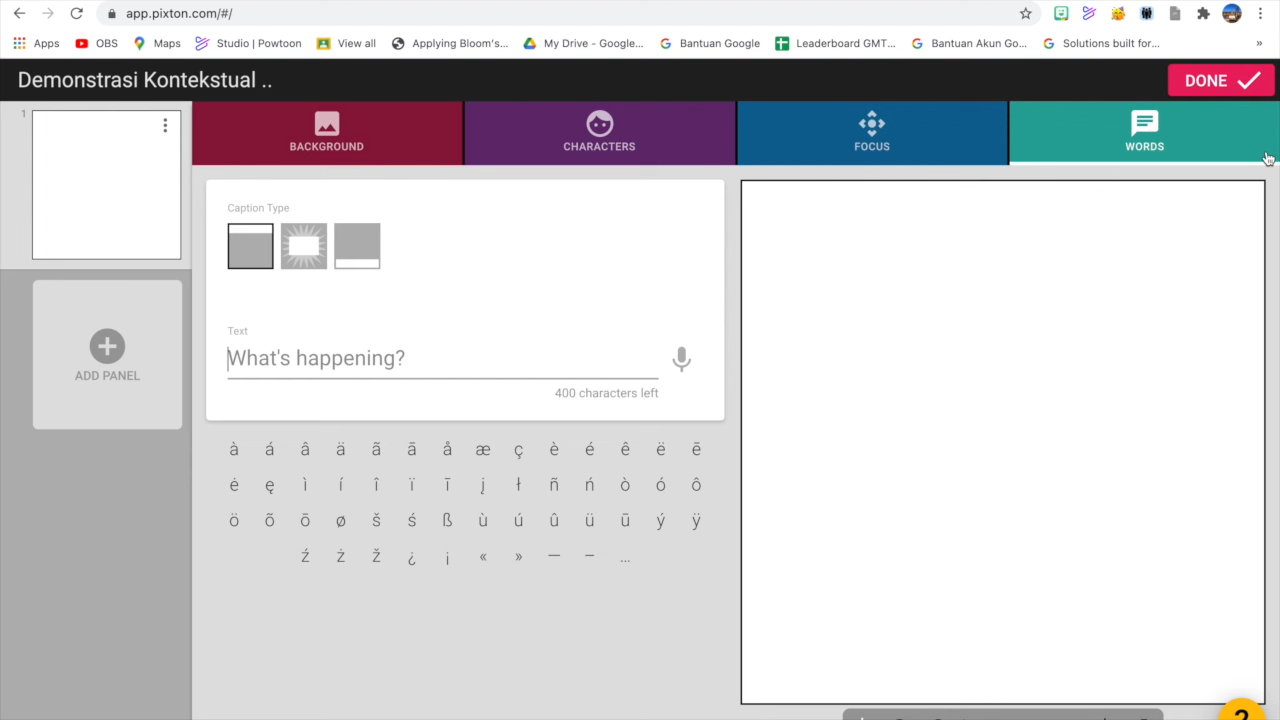 app.pixton.com/#/
Apps OBS Maps Studio | Powtoon View all Applying Bloom's... My Drive - Google... Bantuan Google Leaderboard GMT... Bantuan Akun Go... Solutions built for... »
Demonstrasi Kontekstual ..
DONE
1
BACKGROUND CHARACTERS FOCUS WORDS
Caption Type
Text
What's happening?
400 characters left
ADD PANEL
à á â ä ã ā å æ ç è é ê ë ē
ė ę ì í î ï ī į ł ñ ń ò ó ô
ö õ ō ø š ś ß ù ú û ü ū ý ÿ
ź ż ž ¿ ¡ « » — – ...
?